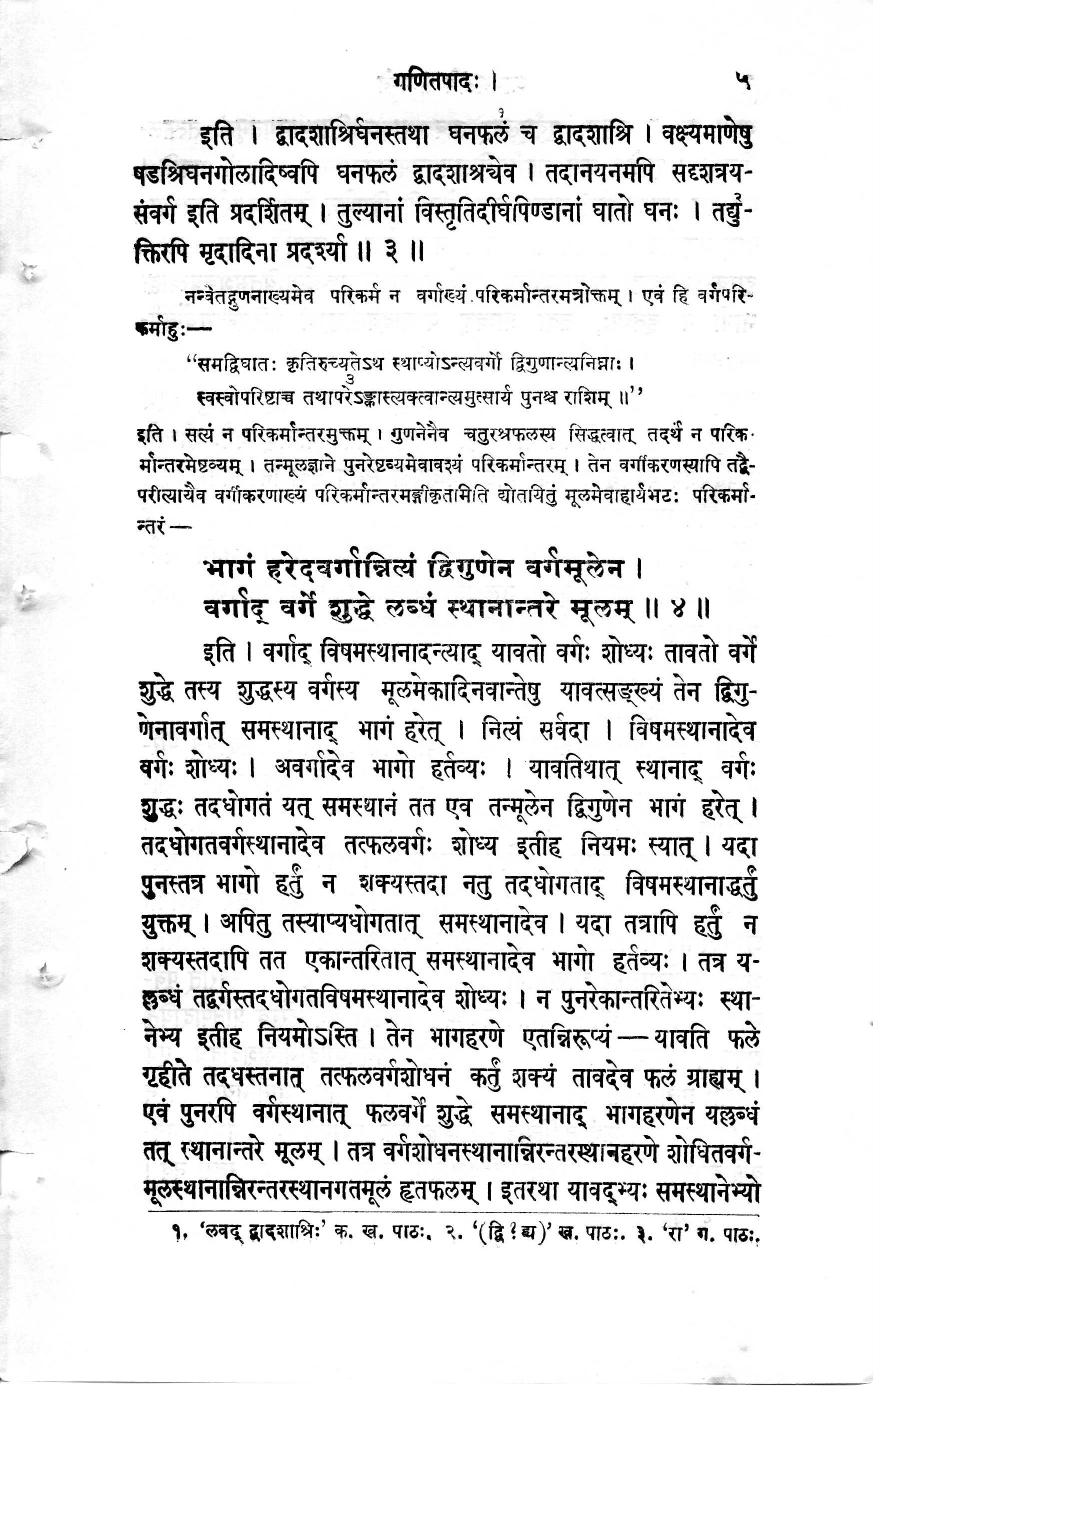 गणितपादः । ५
इति । द्वादशाश्रिर्घनस्तथा घनफलं१ च द्वादशाश्रि । वक्ष्यमाणेषु
षडश्रिघनगोलादिष्वपि घनफलं द्वादशाश्रयेव । तदानयनमपि सदृशत्रय-
संवर्ग इति प्रदर्शितम् । तुल्यानां विस्तृतिदीर्घपिण्डानां घातो घनः । तद्यु२-
क्तिरपि मृदादिना प्रदर्श्या ॥ ३ ॥
नन्वेतद्गुणनाख्यमेव परिकर्म न वर्गाख्यं परिकर्मान्तरमत्रोक्तम् । एवं हि वर्गपरि-
कर्माहुः—
“समद्विघातः कृतिरुच्यतेऽथ स्थाप्योऽन्त्यवर्गो द्विगुणान्त्यनिघ्नाः ।
स्वस्वोपरिष्टाच्च तथापरे३ऽङ्कास्त्यक्त्वान्त्यमुत्सार्य पुनश्च राशिम् ॥’’
इति । सत्यं न परिकर्मान्तरमुक्तम् । गुणनेनैव चतुरश्रफलस्य सिद्धत्वात् तदर्थं न परिक-
र्मान्तरमेष्टव्यम् । तन्मूलज्ञाने पुनरेष्टव्यमेवावश्यं परिकर्मान्तरम् । तेन वर्गीकरणस्यापि तद्वै-
परीत्यायैव वर्गीकरणाख्यं परिकर्मान्तरमङ्गीकृतमिति द्योतयितुं मूलमेवाहार्यभटः परिकर्मा-
न्तरं —
भागं हरेदवर्गान्नित्यं द्विगुणेन वर्गमूलेन ।
वर्गाद् वर्गे शुद्धे लब्धं स्थानान्तरे मूलम् ॥ ४ ॥
इति । वर्गाद् विषमस्थानादन्त्याद् यावतो वर्गः शोध्यः तावतो वर्गे
शुद्धे तस्य शुद्धस्य वर्गस्य मूलमेकादिनवान्तेषु यावत्सङ्ख्यं तेन द्विगु-
णेनावर्गात् समस्थानाद् भागं हरेत् । नित्यं सर्वदा । विषमस्थानादेव
वर्गः शोध्यः । अवर्गादेव भागो हर्तव्यः । यावतिथात् स्थानाद् वर्गः
शुद्धः तदधोगतं यत् समस्थानं तत एव तन्मूलेन द्विगुणेन भागं हरेत् ।
तदधोगतवर्गस्थानादेव तत्फलवर्गः शोध्य इतीह नियमः स्यात् । यदा
पुनस्तत्र भागो हर्तुं न शक्यस्तदा नतु तदधोगताद् विषमस्थानाद्धर्तुं
युक्तम् । अपितु तस्याप्यधोगतात् समस्थानादेव । यदा तत्रापि हर्तुं न
शक्यस्तदापि तत एकान्तरितात् समस्थानादेव भागो हर्तव्यः । तत्र य-
ल्लब्धं तद्वर्गस्तदधोगतविषमस्थानादेव शोध्यः । न पुनरेकान्तरितेभ्यः स्था-
नेभ्य इतीह नियमोऽस्ति । तेन भागहरणे एतन्निरूप्यं — यावति फले
गृहीते तदधस्तनात् तत्फलवर्गशोधनं कर्तुं शक्यं तावदेव फलं ग्राह्यम् ।
एवं पुनरपि वर्गस्थानात् फलवर्गे शुद्धे समस्थानाद् भागहरणेन यल्लब्धं
तत् स्थानान्तरे मूलम् । तत्र वर्गशोधनस्थानान्निरन्तरस्थानहरणे शोधितवर्ग-
मूलस्थानान्निरन्तरस्थानगतमूलं हृतफलम् । इतरथा यावद्भ्यः समस्थानेभ्यो
१. ‘लवद् द्वादशाश्रिः’ क. ख. पाठः. २. ‘(द्वि ? ह्य)’ ख. पाठः. ३. ‘रा’ ग. पाठः.